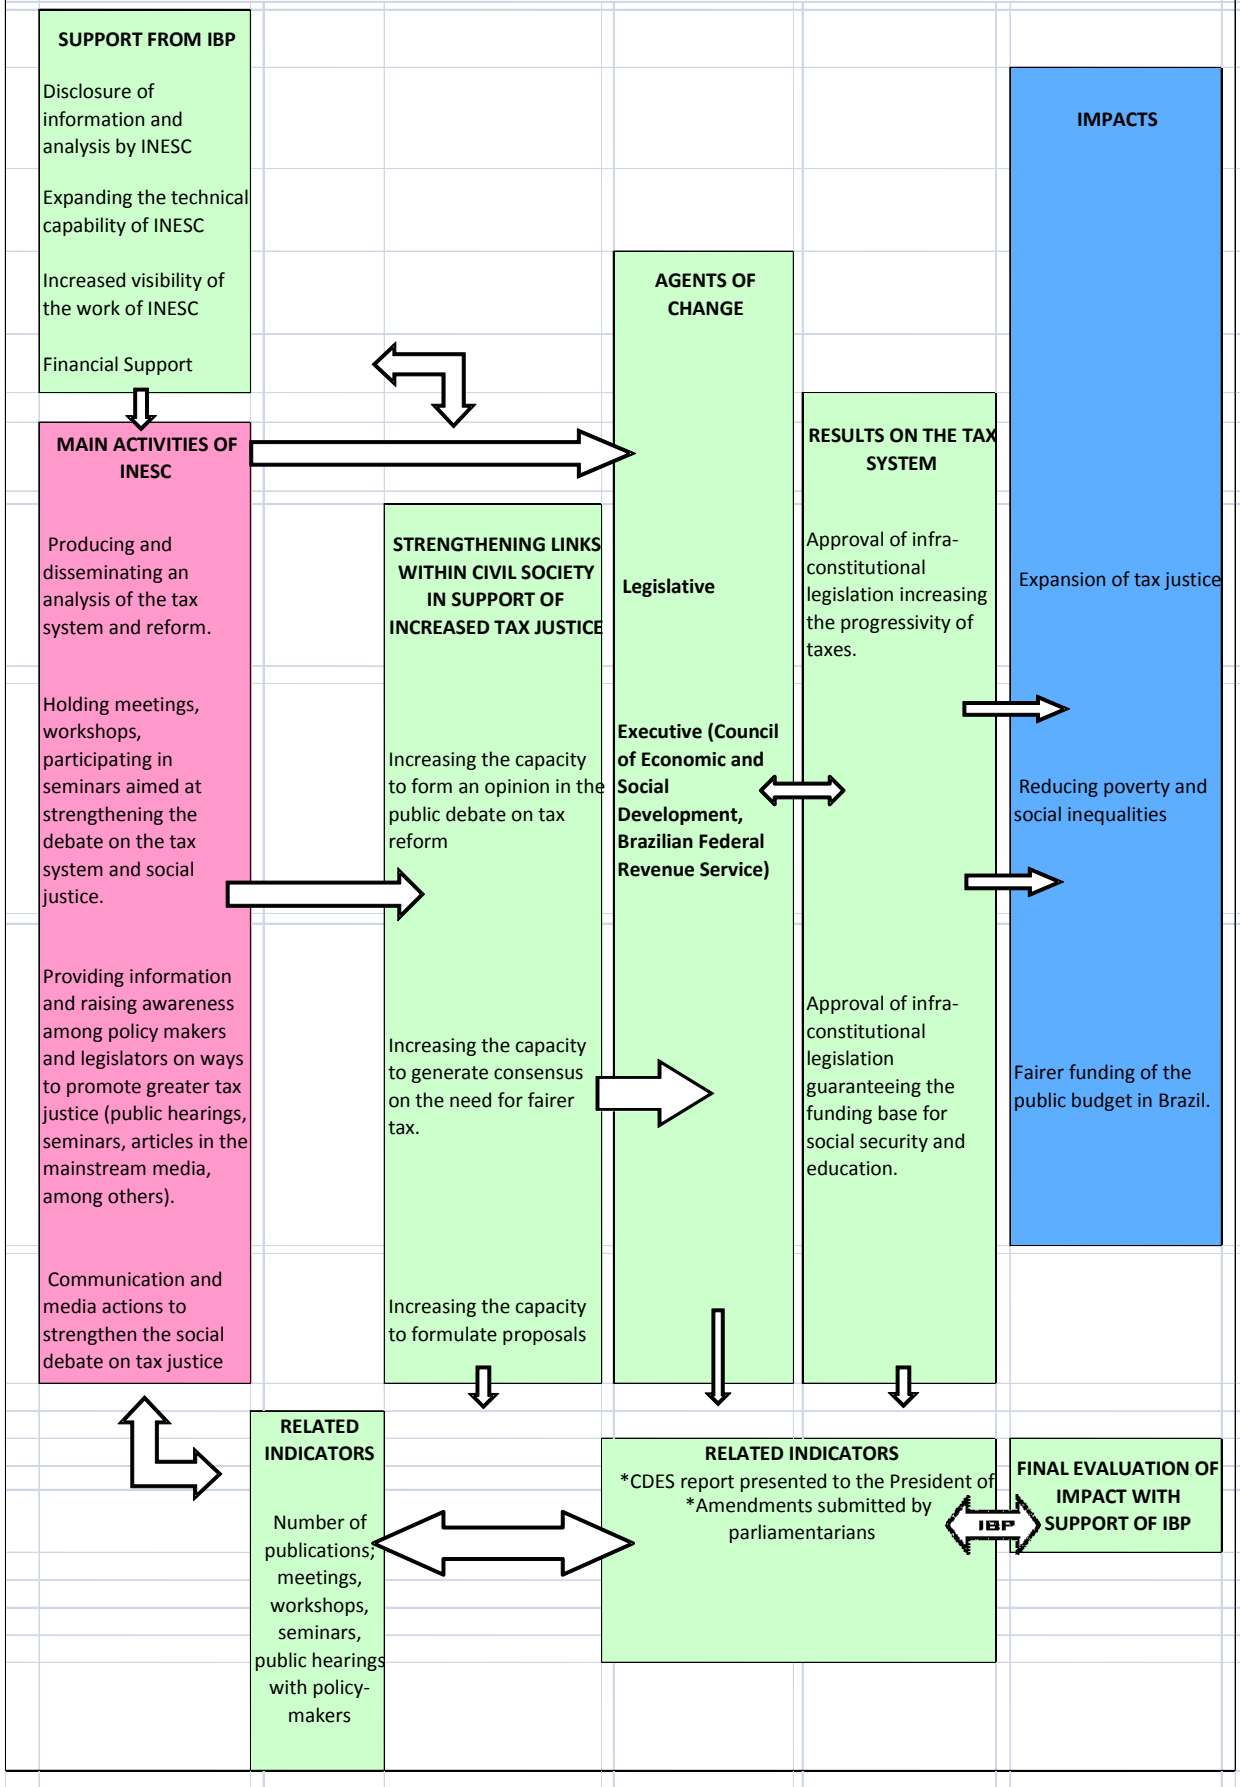 SUPPORT FROM IBP
Disclosure of
information and
analysis by INESC
Expanding the technical
capability of INESC
Increased visibility of
the work of INESC
Financial Support
MAIN ACTIVITIES OF
INESC
Producing and
disseminating an
analysis of the tax
system and reform.
Holding meetings,
workshops,
participating in
seminars aimed at
strengthening the
debate on the tax
system and social
justice.
Providing information
and raising awareness
among policy makers
and legislators on ways
to promote greater tax
justice (public hearings,
seminars, articles in the
mainstream media,
among others).
Communication and
media actions to
strengthen the social
debate on tax justice
STRENGTHENING LINKS
WITHIN CIVIL SOCIETY
IN SUPPORT OF
INCREASED TAX JUSTICE
Increasing the capacity
to form an opinion in the
public debate on tax
reform
Increasing the capacity
to generate consensus
on the need for fairer
tax.
Increasing the capacity
to formulate proposals
AGENTS OF
CHANGE
Legislative
Executive (Council
of Economic and
Social
Development,
Brazilian Federal
Revenue Service)
RESULTS ON THE TAX
SYSTEM
Approval of infra-
constitutional
legislation increasing
the progressivity of
taxes.
Approval of infra-
constitutional
legislation
guaranteeing the
funding base for
social security and
education.
IMPACTS
Expansion of tax justice
Reducing poverty and
social inequalities
Fairer funding of the
public budget in Brazil.
RELATED
INDICATORS
Number of
publications;
meetings,
workshops,
seminars,
public hearings
with policy-
makers
RELATED INDICATORS
*CDES report presented to the President of
*Amendments submitted by
parliamentarians
IBP
FINAL EVALUATION OF
IMPACT WITH
SUPPORT OF IBP